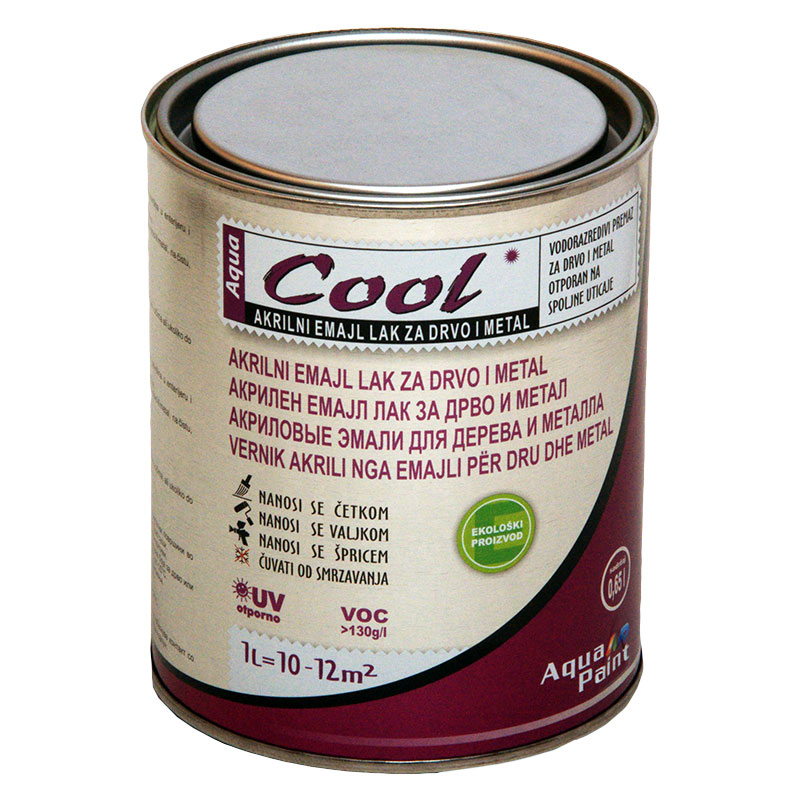 Aqua
Cool*
AKRILNI EMAJL LAK ZA DRVO I METAL
VODORAZREDIVI PREMAZ
ZA DRVO I METAL
OTPORAN NA
SPOLJNE UTICAJE
AKRILNI EMAJL LAK ZA DRVO I METAL
АКРИЛЕН ЕМАЈЛ ЛАК ЗА ДРВО И МЕТАЛ
АКРИЛОВЫЕ ЭМАЛИ ДЛЯ ДЕРЕВА И МЕТАЛЛА
VERNIK AKRILI NGA EMAJLI PËR DRU DHE METAL
NANOSI SE ČETKOM
NANOSI SE VALJKOM
NANOSI SE ŠPRICEM
ČUVATI OD SMRZAVANJA
EKOLOŠKI
PROIZVOD
UV
otporno
VOC
>130g/l
0,65 l
1L=10-12m²
Aqua
Paint